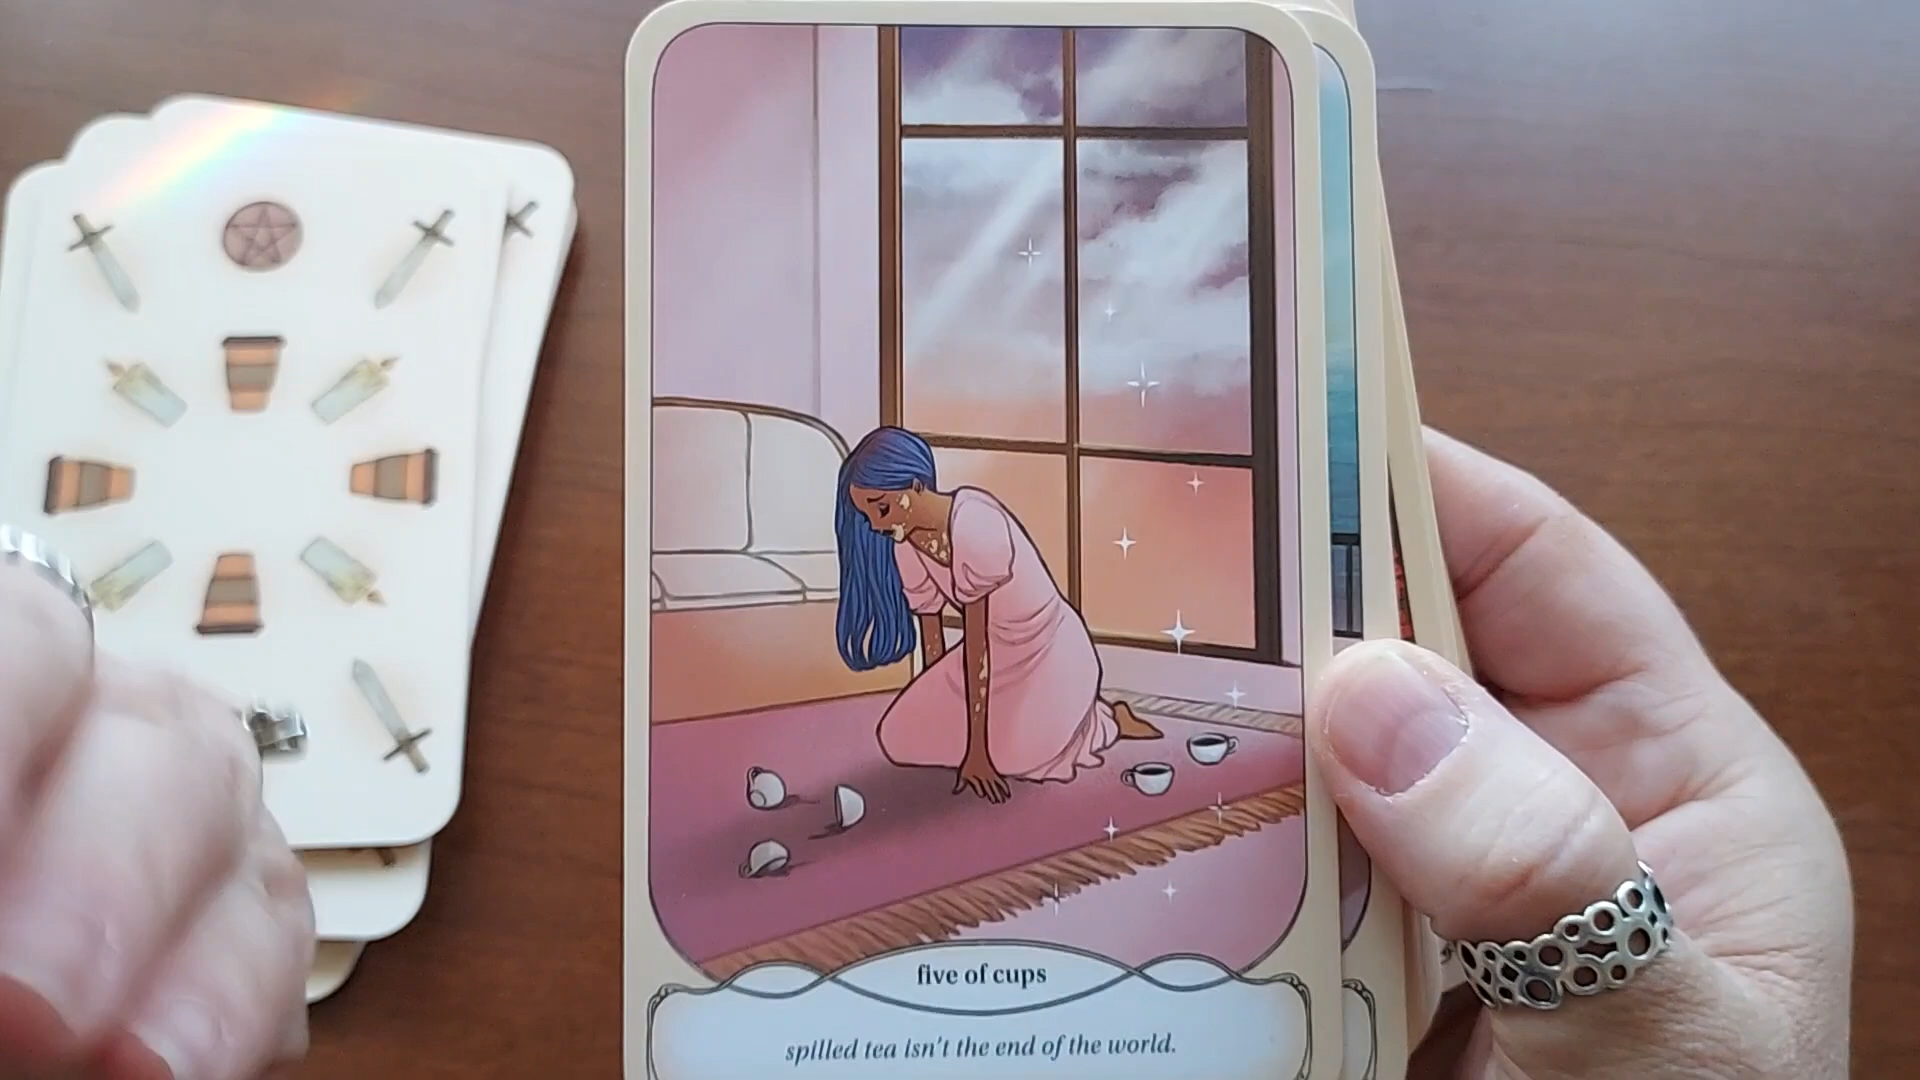 five of cups
spilled tea isn't the end of the world.